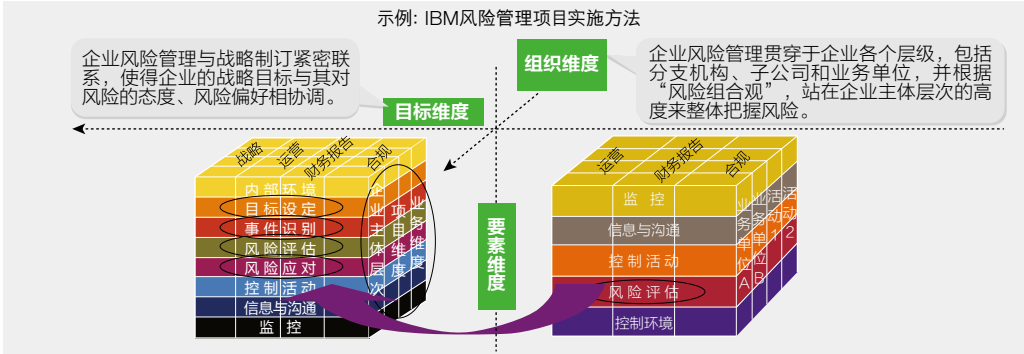 示例: IBM风险管理项目实施方法
企业风险管理与战略制订紧密联
系，使得企业的战略目标与其对
风险的态度、风险偏好相协调。
目标维度
组织维度
企业风险管理贯穿于企业各个层级，包括
分支机构、子公司和业务单位，并根据
“风险组合观”，站在企业主体层次的高
度来整体把握风险。
战略
运营
财务报告
合规
内部环境
目标设定
事件识别
风险评估
风险应对
控制活动
信息与沟通
监 控
企业主体层次
项目维度
业务维度
要素维度
运营
财务报告
合规
监 控
信息与沟通
控制活动
风险评估
控制环境
业务单位A
业务单位B
活动1
活动2